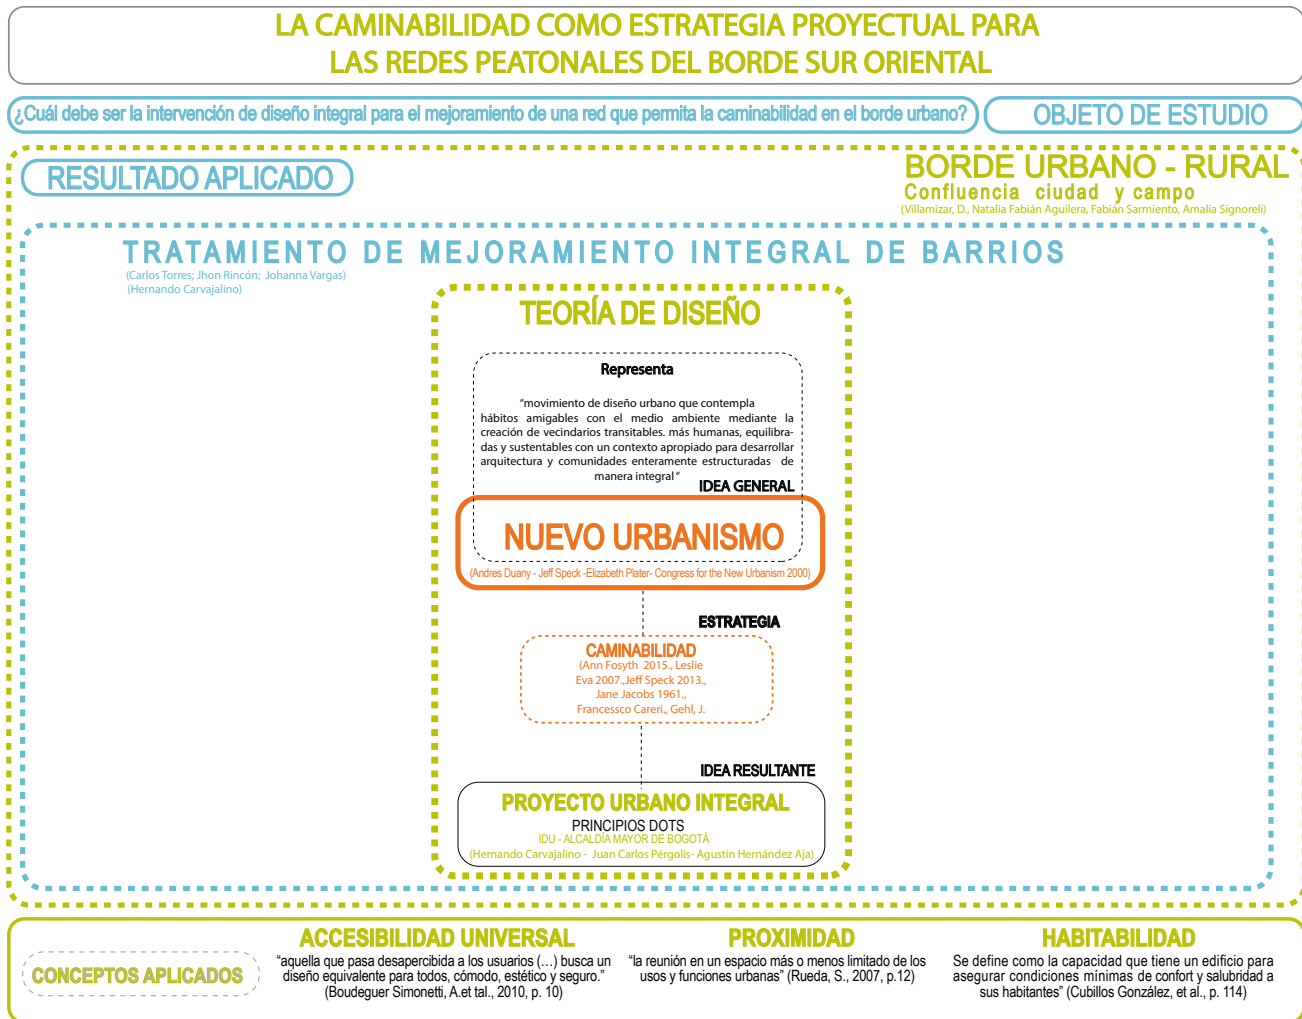 LA CAMINABILIDAD COMO ESTRATEGIA PROYECTUAL PARA
LAS REDES PEATONALES DEL BORDE SUR ORIENTAL
¿Cuál debe ser la intervención de diseño integral para el mejoramiento de una red que permita la caminabilidad en el borde urbano?
OBJETO DE ESTUDIO
RESULTADO APLICADO
BORDE URBANO - RURAL
Confluencia ciudad y campo
(Villamizar, D., Natalia Fabián Aguilera, Fabián Sarmiento, Amalia Signoreli)
TRATAMIENTO DE MEJORAMIENTO INTEGRAL DE BARRIOS
(Carlos Torres; Jhon Rincón; Johanna Vargas)
(Hernando Carvajalino)
TEORÍA DE DISEÑO
Representa
“movimiento de diseño urbano que contempla
hábitos amigables con el medio ambiente mediante la
creación de vecindarios transitables. más humanas, equilibra-
das y sustentables con un contexto apropiado para desarrollar
arquitectura y comunidades enteramente estructuradas de
manera integral “
IDEA GENERAL
NUEVO URBANISMO
(Andres Duany - Jeff Speck -Elizabeth Plater- Congress for the New Urbanism 2000)
ESTRATEGIA
CAMINABILIDAD
(Ann Fosyth 2015., Leslie
Eva 2007.,Jeff Speck 2013.,
Jane Jacobs 1961.,
Francessco Careri., Gehl, J.
IDEA RESULTANTE
PROYECTO URBANO INTEGRAL
PRINCIPIOS DOTS
IDU - ALCALDÍA MAYOR DE BOGOTÁ
(Hernando Carvajalino - Juan Carlos Pérgolis- Agustín Hernández Aja)
CONCEPTOS APLICADOS
ACCESIBILIDAD UNIVERSAL
“aquella que pasa desapercibida a los usuarios (…) busca un
diseño equivalente para todos, cómodo, estético y seguro.”
(Boudeguer Simonetti, A.et tal., 2010, p. 10)
PROXIMIDAD
“la reunión en un espacio más o menos limitado de los
usos y funciones urbanas” (Rueda, S., 2007, p.12)
HABITABILIDAD
Se define como la capacidad que tiene un edificio para
asegurar condiciones mínimas de confort y salubridad a
sus habitantes” (Cubillos González, et al., p. 114)